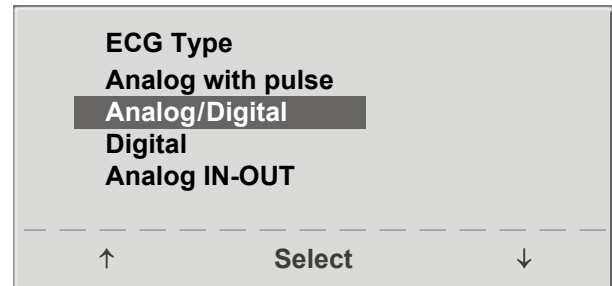 ECG Type
Analog with pulse
Analog/Digital
Digital
Analog IN-OUT
↑ Select ↓